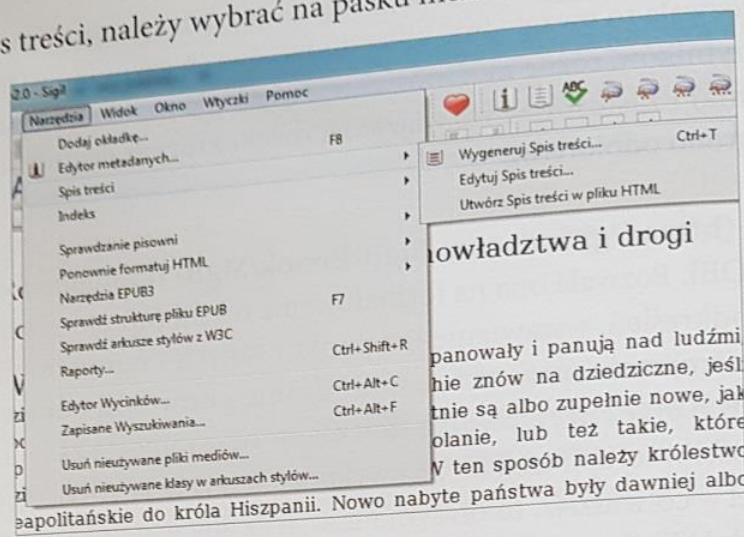 s treści, należy wybrać na pasku
2.0 - Sigil
Narzędzia Widok Okno Wtyczki Pomoc
ABC
Dodaj okładkę...
Edytor metadanych... F8
Spis treści
Indeks
Sprawdzanie pisowni
Ponownie formatuj HTML
Narzędzia EPUB3
Sprawdź strukturę pliku EPUB F7
Sprawdź arkusze stylów z W3C
Raporty... Ctrl+Shift+R
Edytor Wycinków... Ctrl+Alt+C
Zapisane Wyszukiwania... Ctrl+Alt+F
Usuń nieużywane pliki mediów...
Usuń nieużywane klasy w arkuszach stylów...
Wygeneruj Spis treści... Ctrl+T
Edytuj Spis treści...
Utwórz Spis treści w pliku HTML
owładztwa i drogi
panowały i panują nad ludźmi,
hie znów na dziedziczne, jeśli
tnie są albo zupełnie nowe, jak
olanie, lub też takie, które
W ten sposób należy królestwo
eapolitańskie do króla Hiszpanii. Nowo nabyte państwa były dawniej albo